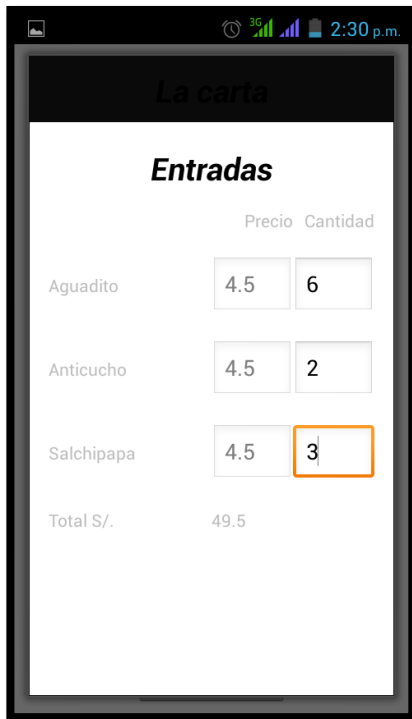 3G 2:30 p.m.
La carta
Entradas
Precio Cantidad
Aguadito 4.5 6
Anticucho 4.5 2
Salchipapa 4.5 3
Total S/. 49.5